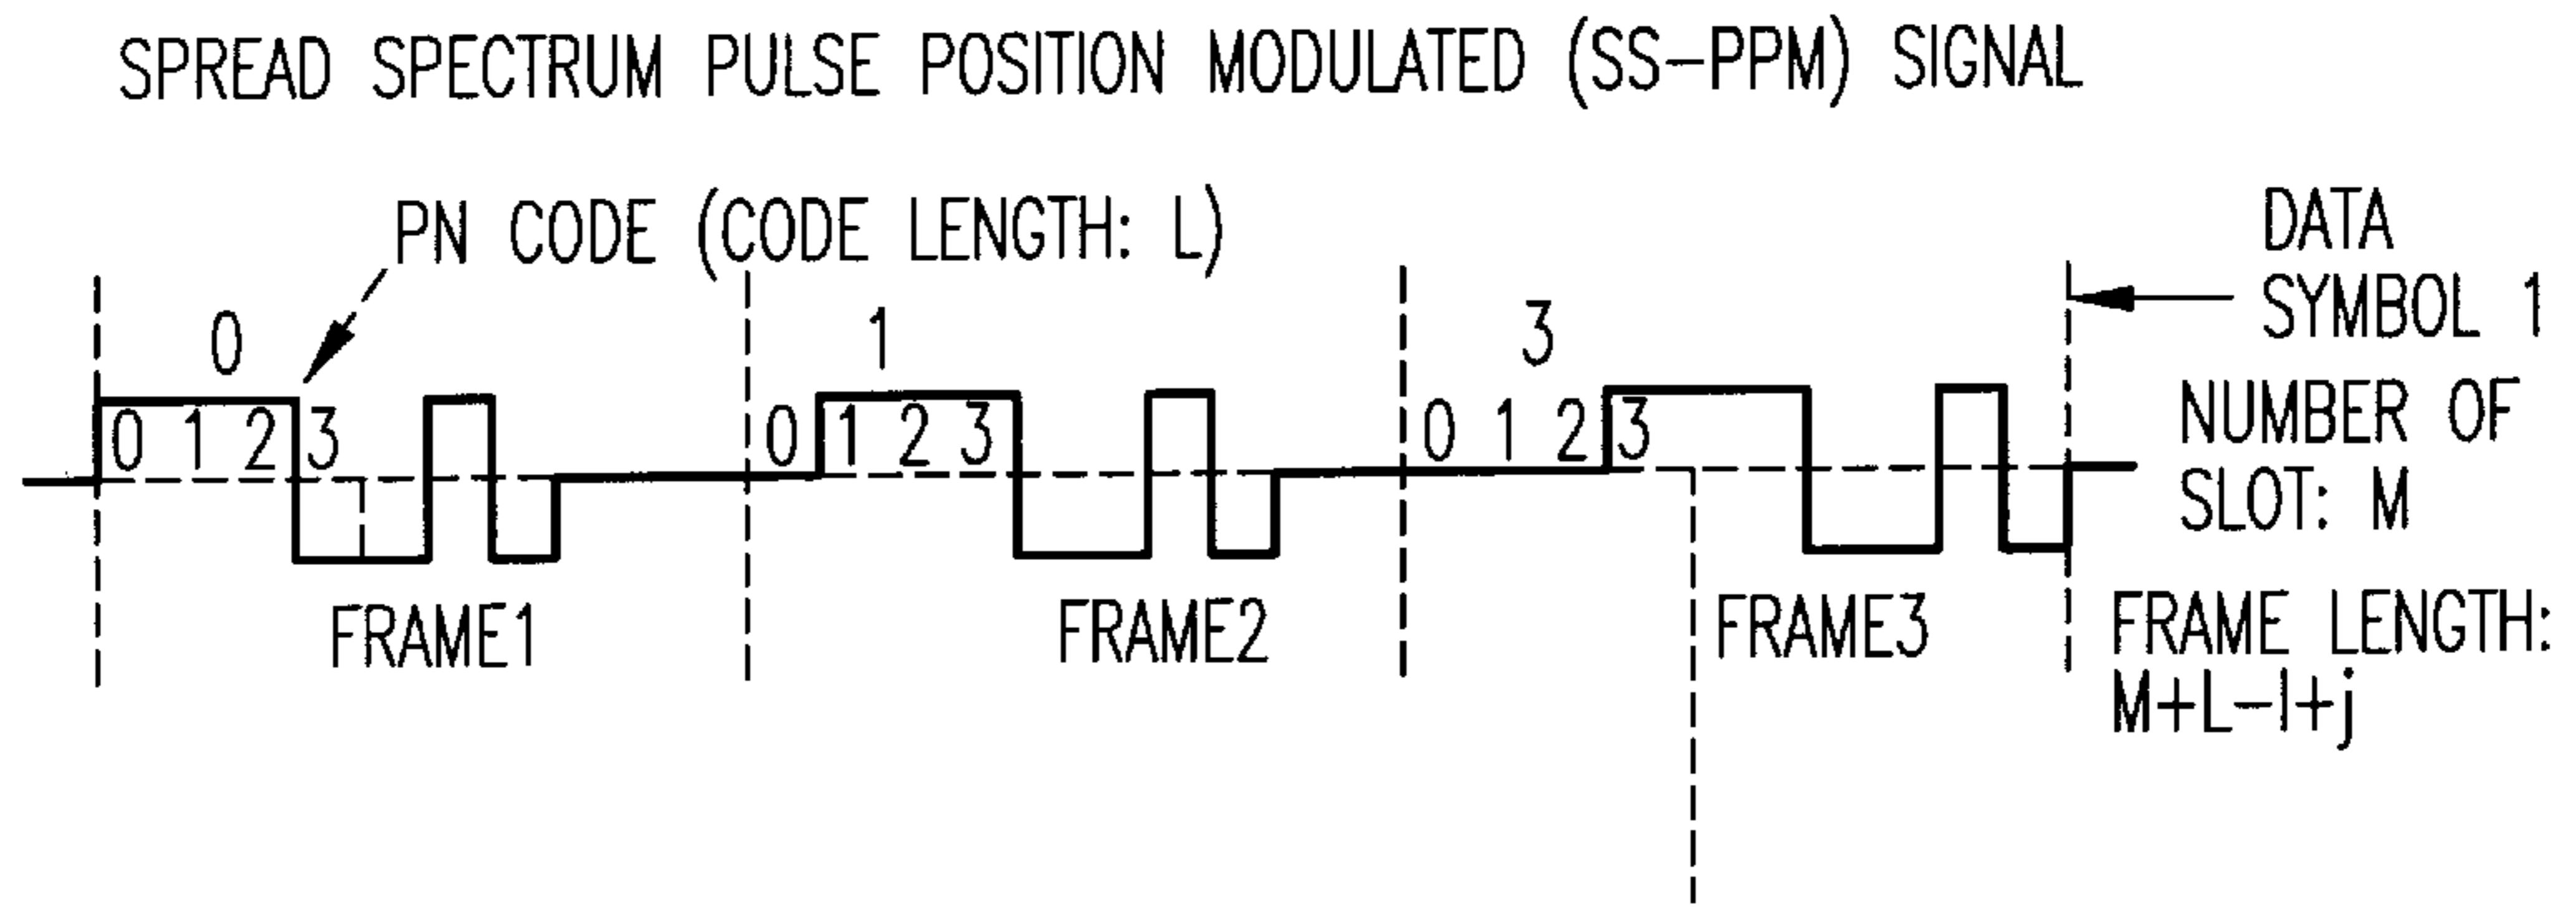 SPREAD SPECTRUM PULSE POSITION MODULATED (SS-PPM) SIGNAL
PN CODE (CODE LENGTH: L)
DATA
SYMBOL 1
0
1
3
0 1 2 3
0 1 2 3
0 1 2 3
NUMBER OF
SLOT: M
FRAME1
FRAME2
FRAME3
FRAME LENGTH:
M+L-l+j